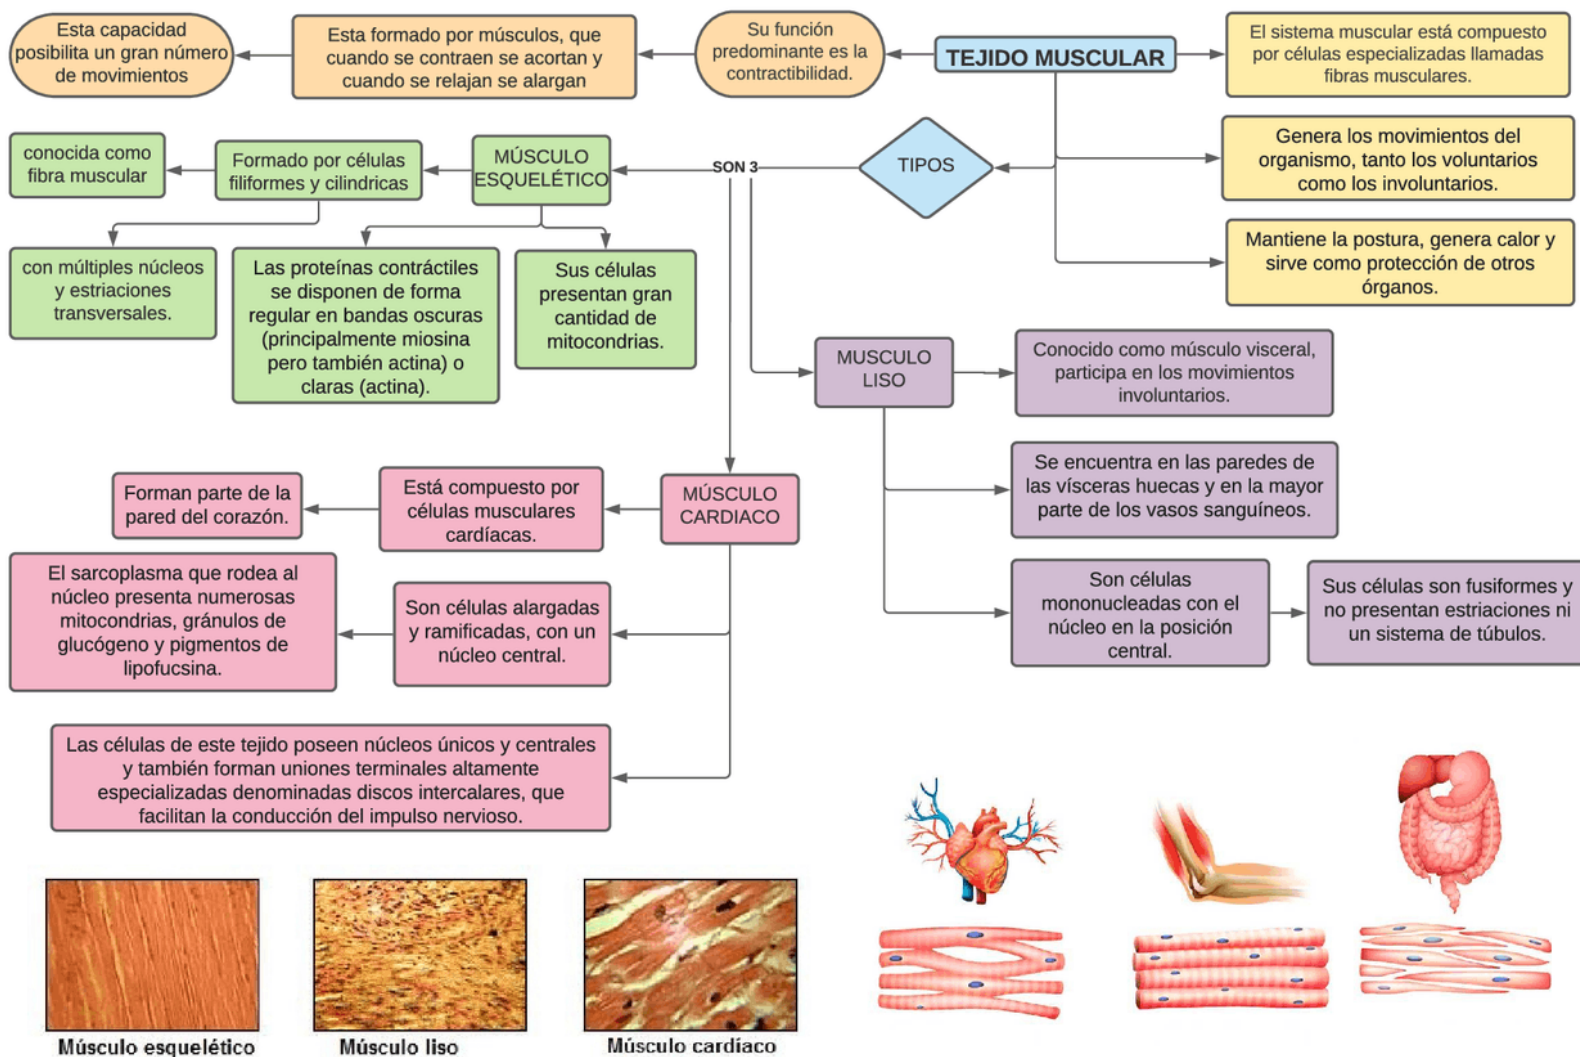 Esta capacidad
posibilita un gran número
de movimientos
Esta formado por músculos, que
cuando se contraen se acortan y
cuando se relajan se alargan
Su función
predominante es la
contractibilidad.
TEJIDO MUSCULAR
El sistema muscular está compuesto
por células especializadas llamadas
fibras musculares.
Genera los movimientos del
organismo, tanto los voluntarios
como los involuntarios.
Mantiene la postura, genera calor y
sirve como protección de otros
órganos.
TIPOS
SON 3
MÚSCULO
ESQUELÉTICO
Formado por células
filiformes y cilindricas
conocida como
fibra muscular
con múltiples núcleos
y estriaciones
transversales.
Las proteínas contráctiles
se disponen de forma
regular en bandas oscuras
(principalmente miosina
pero también actina) o
claras (actina).
Sus células
presentan gran
cantidad de
mitocondrias.
MUSCULO
LISO
Conocido como músculo visceral,
participa en los movimientos
involuntarios.
Se encuentra en las paredes de
las vísceras huecas y en la mayor
parte de los vasos sanguíneos.
Son células
mononucleadas con el
núcleo en la posición
central.
Sus células son fusiformes y
no presentan estriaciones ni
un sistema de túbulos.
MÚSCULO
CARDIACO
Está compuesto por
células musculares
cardíacas.
Forman parte de la
pared del corazón.
Son células alargadas
y ramificadas, con un
núcleo central.
El sarcoplasma que rodea al
núcleo presenta numerosas
mitocondrias, gránulos de
glucógeno y pigmentos de
lipofucsina.
Las células de este tejido poseen núcleos únicos y centrales
y también forman uniones terminales altamente
especializadas denominadas discos intercalares, que
facilitan la conducción del impulso nervioso.
Músculo esquelético
Músculo liso
Músculo cardíaco